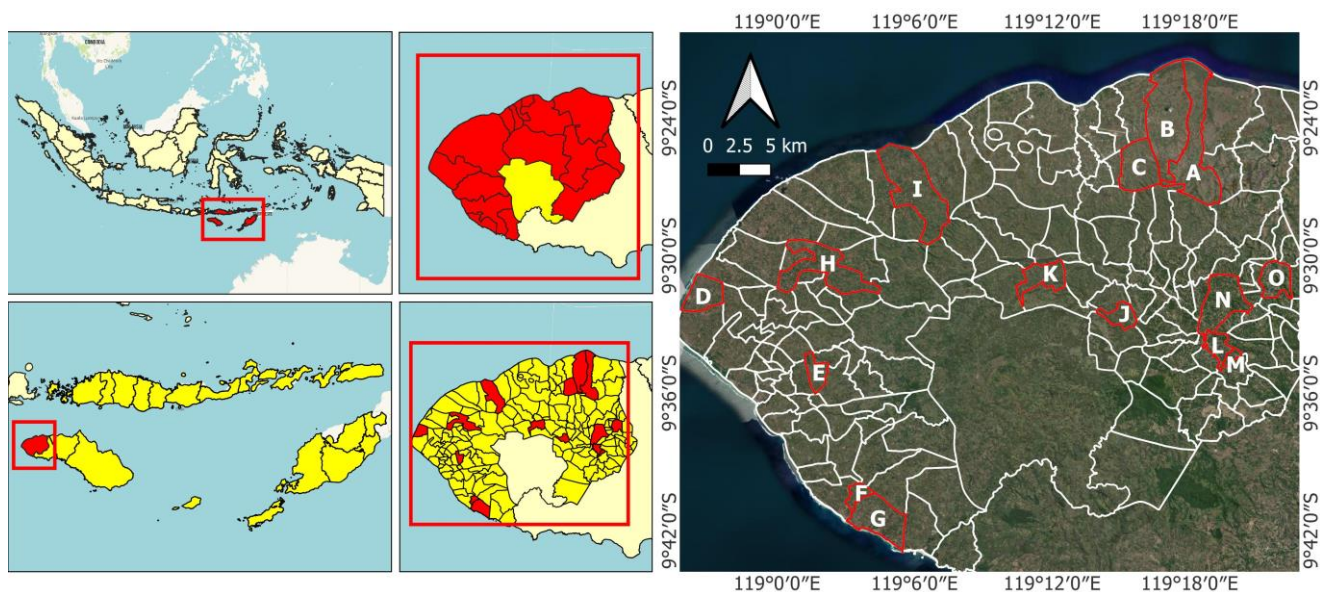 119°0′0″E 119°6′0″E 119°12′0″E 119°18′0″E
CAMBODIA
0 2.5 5 km
9°24′0″S 9°24′0″S
B
C A
I
9°30′0″S 9°30′0″S
H
K
O
D
N
J
L
M
E
9°36′0″S 9°36′0″S
F
G
9°42′0″S 9°42′0″S
119°0′0″E 119°6′0″E 119°12′0″E 119°18′0″E